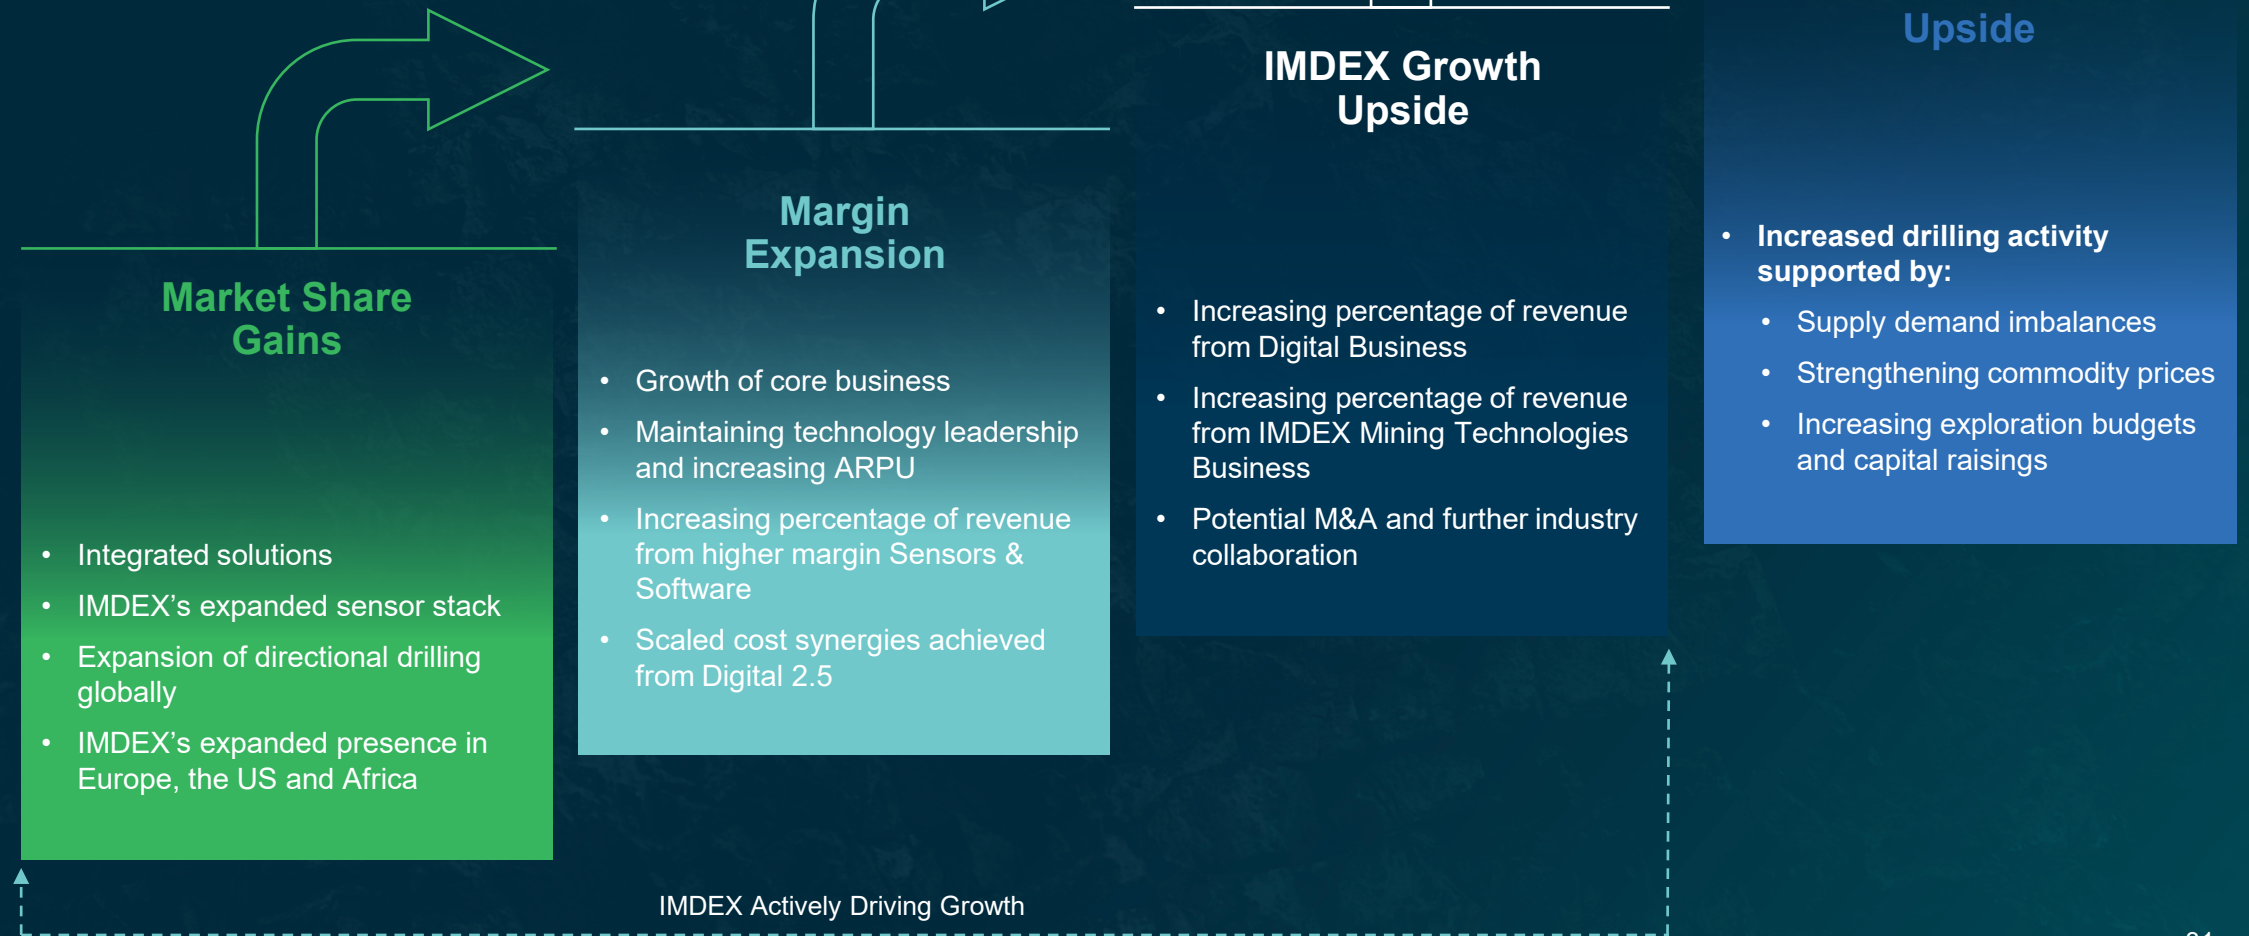 Market Share
Gains
• Integrated solutions
• IMDEX’s expanded sensor stack
• Expansion of directional drilling
globally
• IMDEX’s expanded presence in
Europe, the US and Africa
Margin
Expansion
• Growth of core business
• Maintaining technology leadership
and increasing ARPU
• Increasing percentage of revenue
from higher margin Sensors &
Software
• Scaled cost synergies achieved
from Digital 2.5
IMDEX Growth
Upside
• Increasing percentage of revenue
from Digital Business
• Increasing percentage of revenue
from IMDEX Mining Technologies
Business
• Potential M&A and further industry
collaboration
Upside
• Increased drilling activity
supported by:
• Supply demand imbalances
• Strengthening commodity prices
• Increasing exploration budgets
and capital raisings
IMDEX Actively Driving Growth